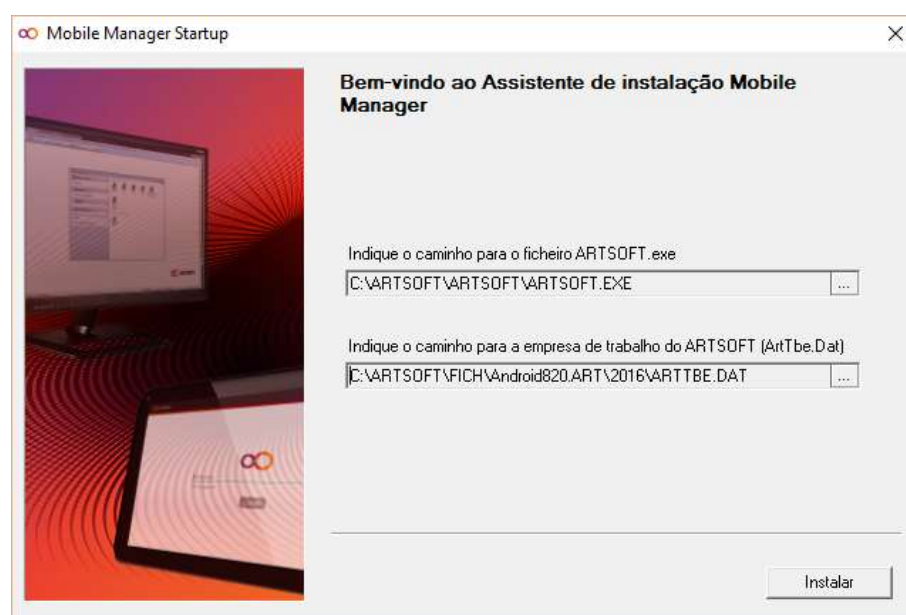 Mobile Manager Startup
Bem-vindo ao Assistente de instalação Mobile
Manager
Indique o caminho para o ficheiro ARTSOFT.exe
C:\ARTSOFT\ARTSOFT\ARTSOFT.EXE
...
Indique o caminho para a empresa de trabalho do ARTSOFT (ArtTbe.Dat)
C:\ARTSOFT\FICH\Android820.ART\2016\ARTTBE.DAT
...
Instalar